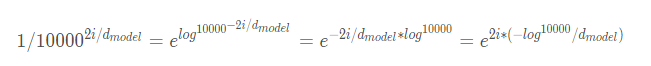 1/10000^{2i/d_{model}} = e^{log^{10000^{-2i/d_{model}}}} = e^{-2i/d_{model}*log^{10000}} = e^{2i*(-log^{10000}/d_{model})}